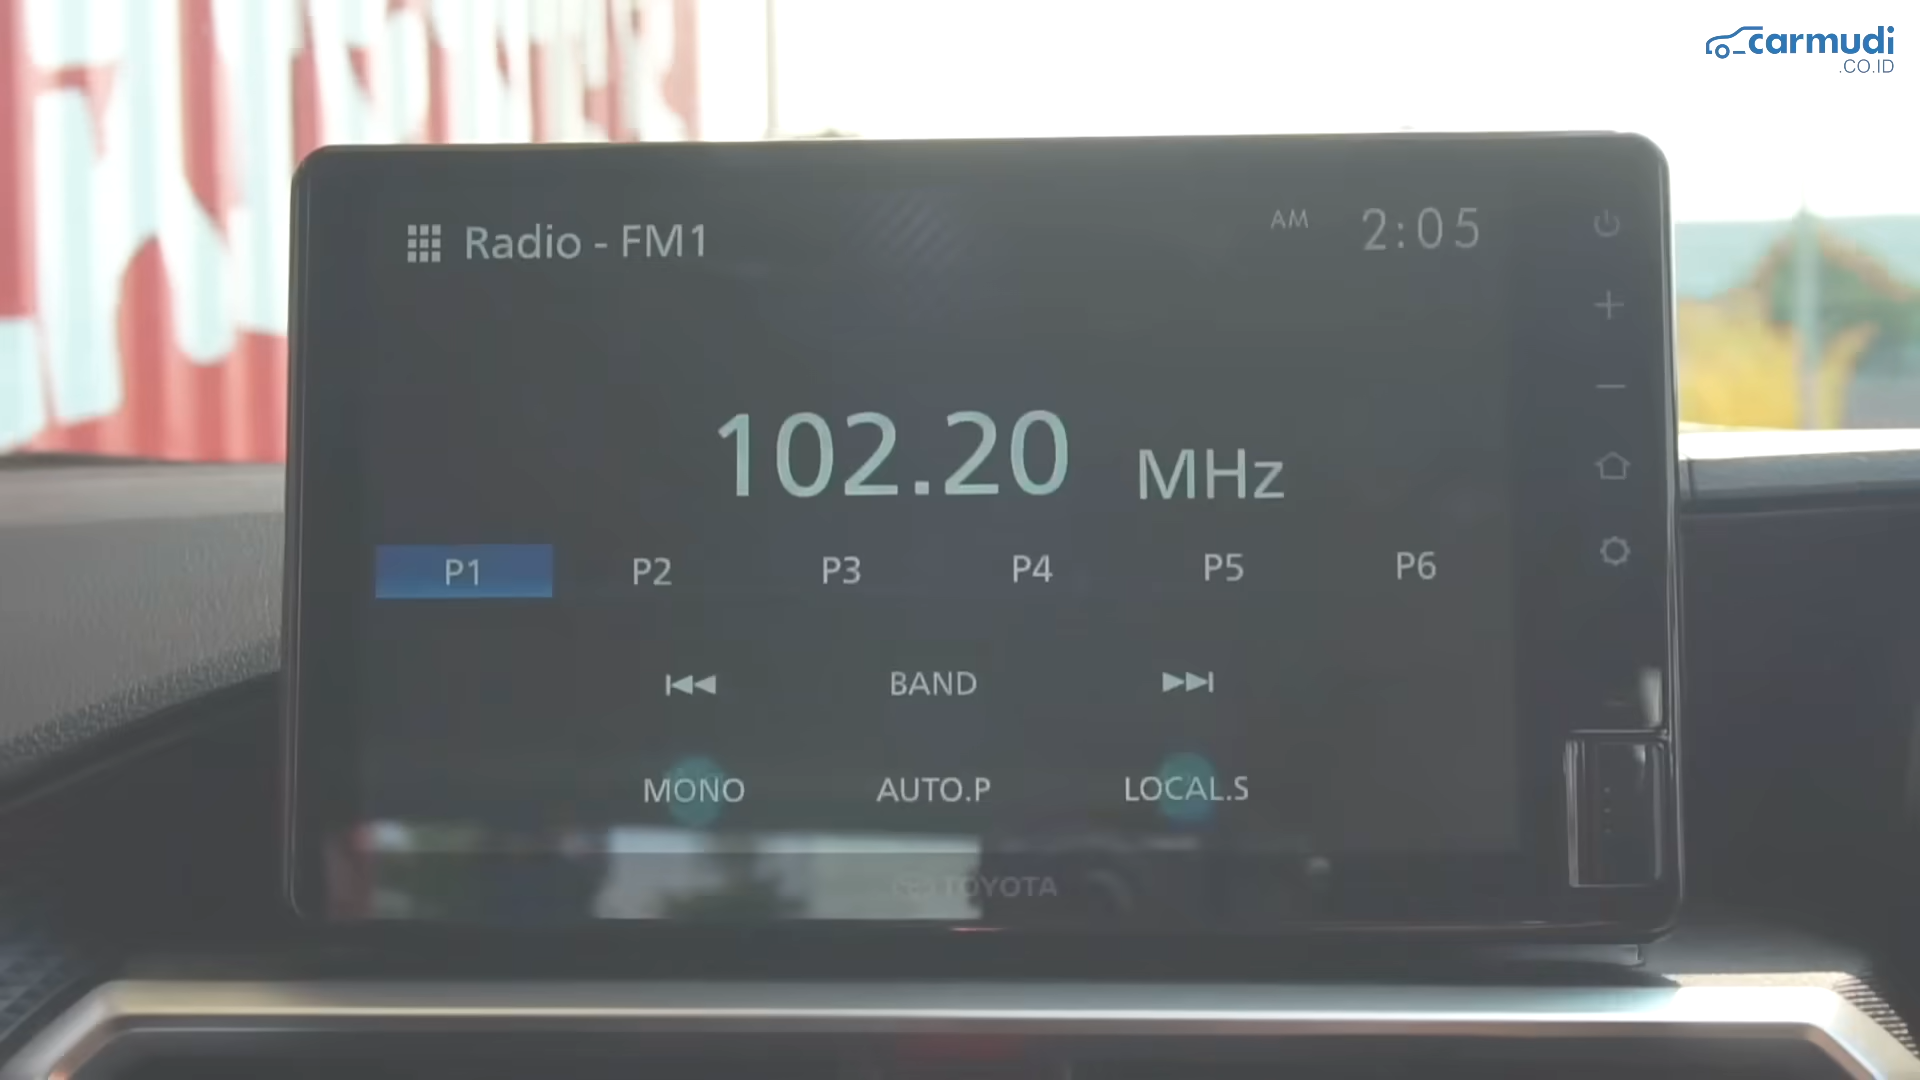 carmudi
.CO.ID
Radio - FM1
AM 2:05
102.20 MHz
P1 P2 P3 P4 P5 P6
BAND
MONO AUTO.P LOCAL.S
TOYOTA